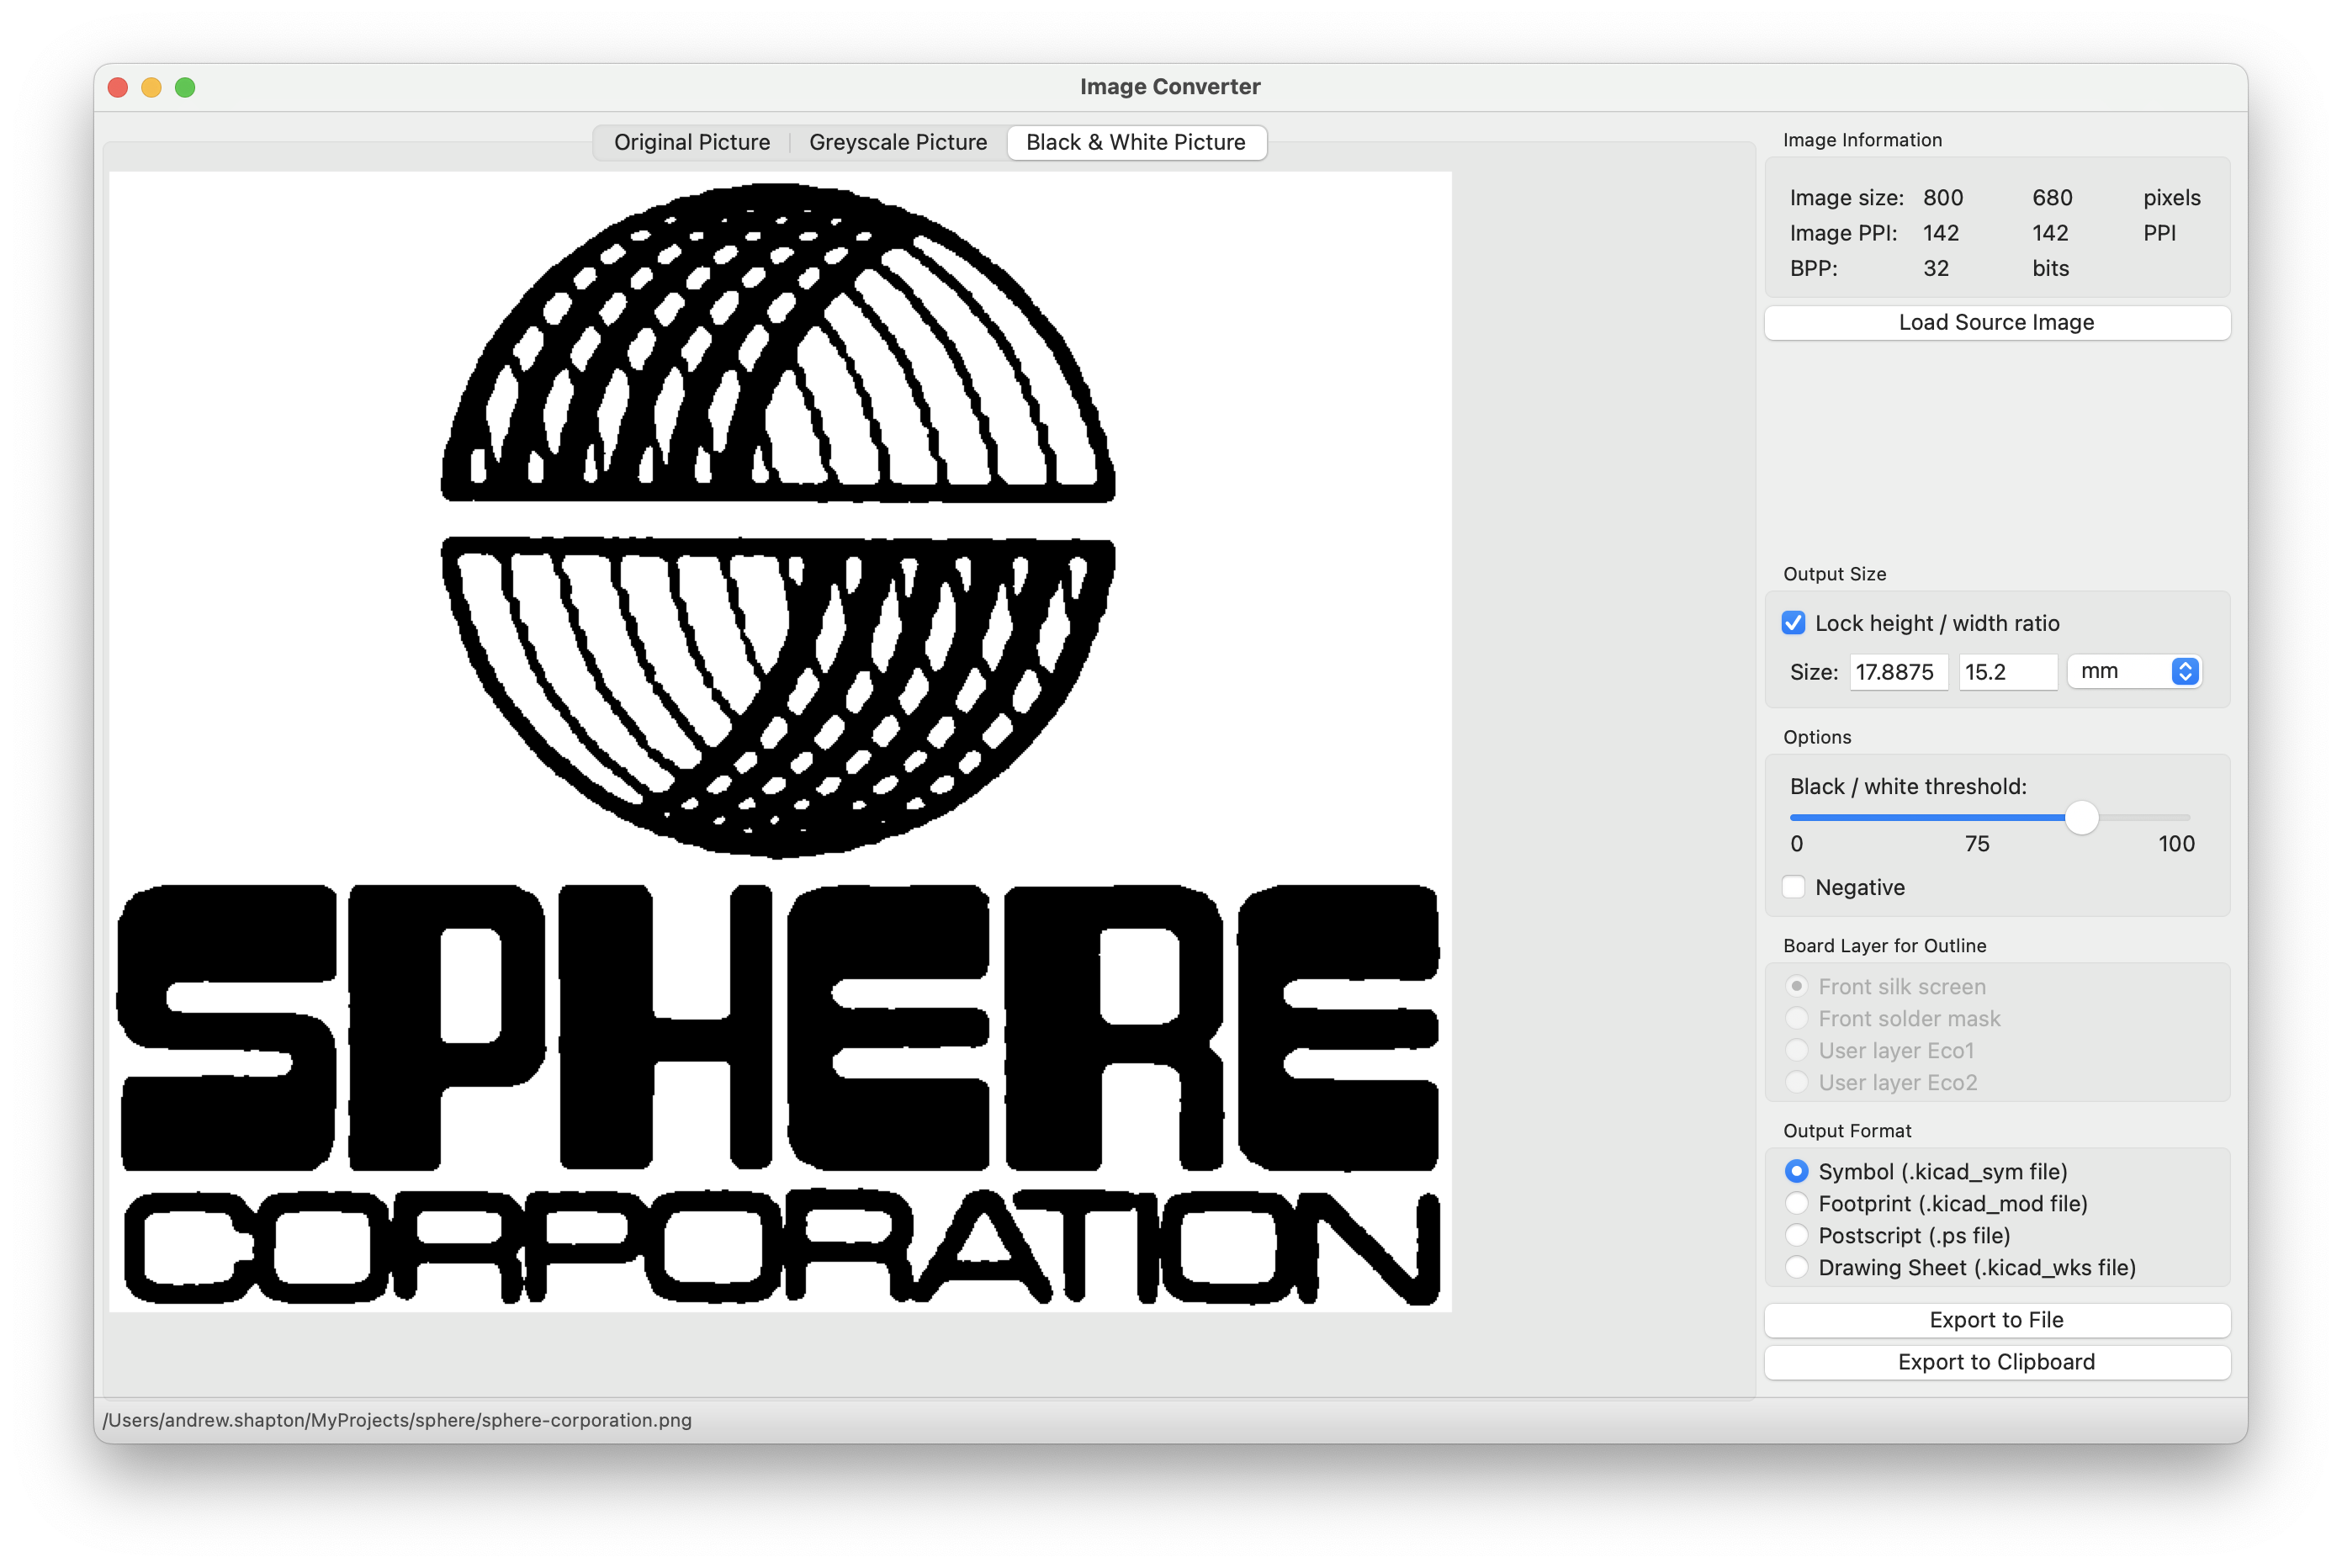 Image Converter
Original Picture Greyscale Picture Black & White Picture
SPHERE
CORPORATION
Image Information
Image size: 800 680 pixels
Image PPI: 142 142 PPI
BPP: 32 bits
Load Source Image
Output Size
Lock height / width ratio
Size: 17.8875 15.2 mm
Options
Black / white threshold:
0 75 100
Negative
Board Layer for Outline
Front silk screen
Front solder mask
User layer Eco1
User layer Eco2
Output Format
Symbol (.kicad_sym file)
Footprint (.kicad_mod file)
Postscript (.ps file)
Drawing Sheet (.kicad_wks file)
Export to File
Export to Clipboard
/Users/andrew.shapton/MyProjects/sphere/sphere-corporation.png